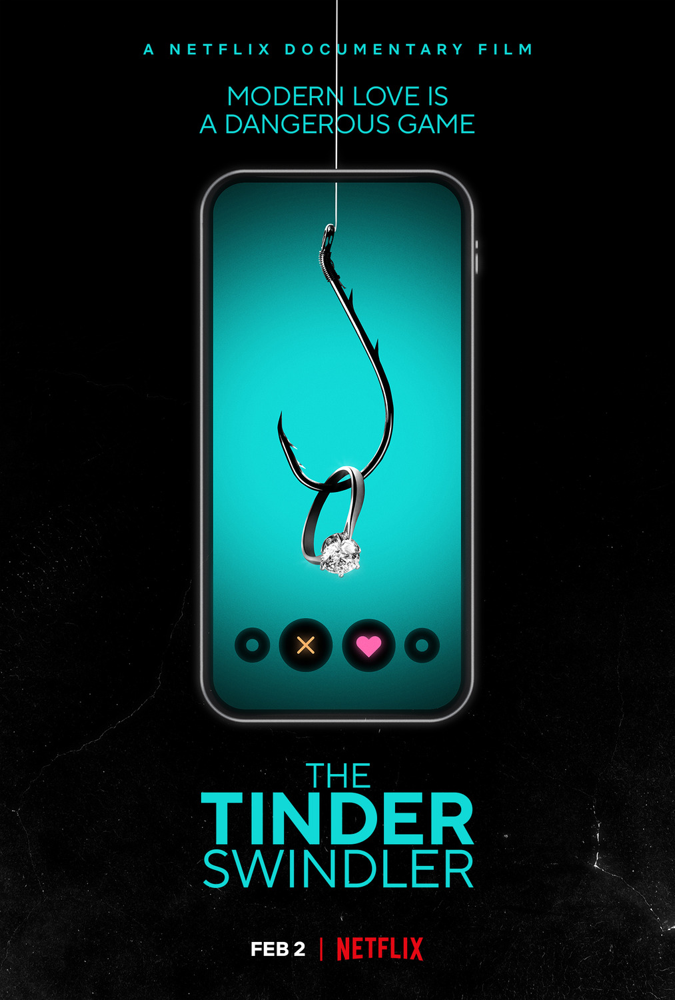 A NETFLIX DOCUMENTARY FILM
MODERN LOVE IS
A DANGEROUS GAME
THE
TINDER
SWINDLER
FEB 2 | NETFLIX